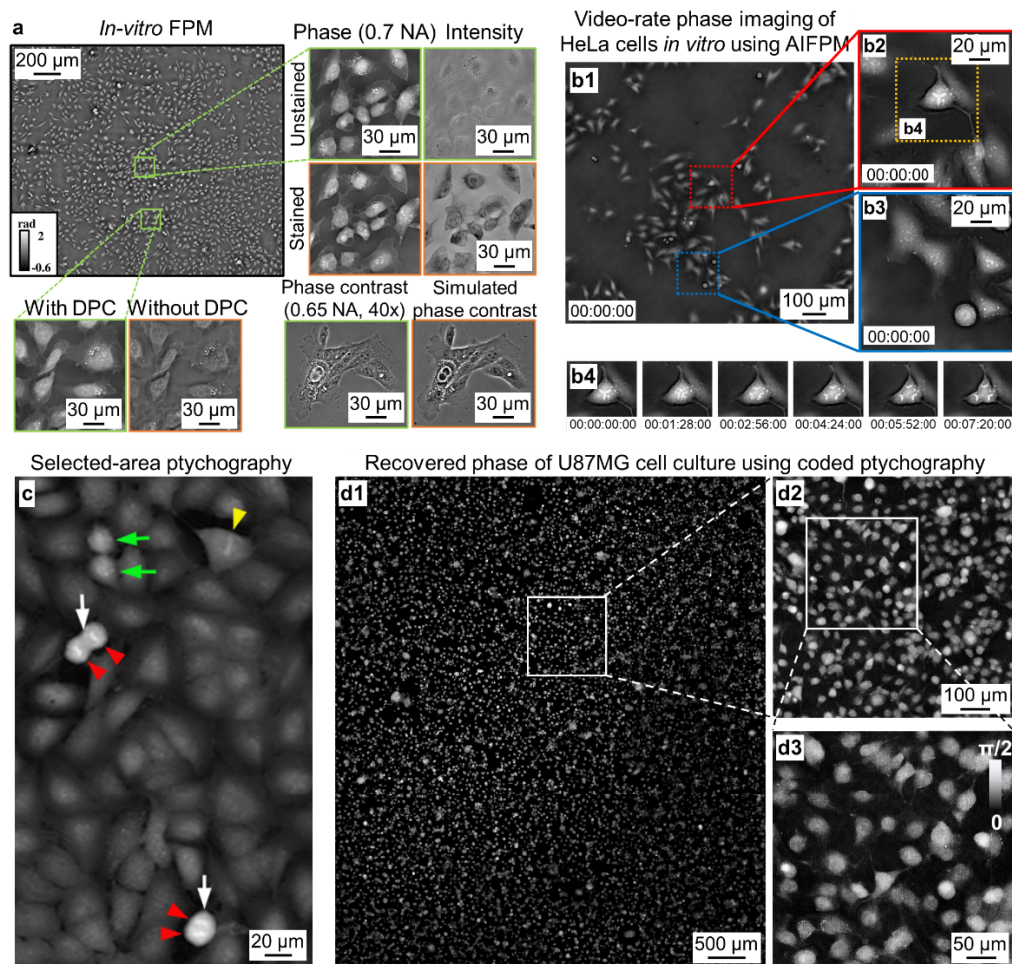 a
In-vitro FPM
200 µm
rad
2
-0.6
Phase (0.7 NA)
Intensity
Unstained
30 µm
30 µm
Stained
30 µm
30 µm
With DPC
Without DPC
30 µm
30 µm
Phase contrast
(0.65 NA, 40x)
Simulated
phase contrast
30 µm
30 µm
Video-rate phase imaging of
HeLa cells in vitro using AIFPM
b1
00:00:00
100 µm
b2
20 µm
b4
00:00:00
b3
20 µm
00:00:00
b4
00:00:00:00
00:01:28:00
00:02:56:00
00:04:24:00
00:05:52:00
00:07:20:00
Selected-area ptychography
c
20 µm
Recovered phase of U87MG cell culture using coded ptychography
d1
500 µm
d2
100 µm
d3
π/2
0
50 µm